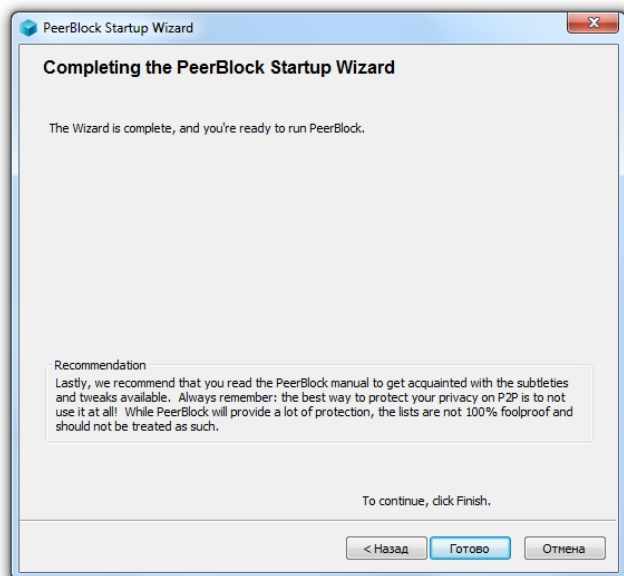 PeerBlock Startup Wizard
Completing the PeerBlock Startup Wizard
The Wizard is complete, and you're ready to run PeerBlock.
Recommendation
Lastly, we recommend that you read the PeerBlock manual to get acquainted with the subtleties
and tweaks available.  Always remember: the best way to protect your privacy on P2P is to not
use it at all!  While PeerBlock will provide a lot of protection, the lists are not 100% foolproof and
should not be treated as such.
To continue, click Finish.
< Назад Готово Отмена